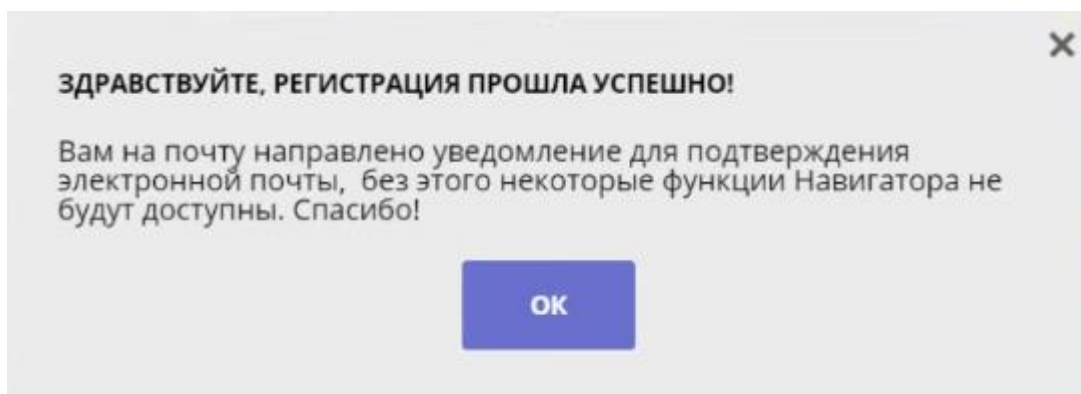 ЗДРАВСТВУЙТЕ, РЕГИСТРАЦИЯ ПРОШЛА УСПЕШНО!
Вам на почту направлено уведомление для подтверждения
электронной почты,  без этого некоторые функции Навигатора не
будут доступны. Спасибо!
ОК